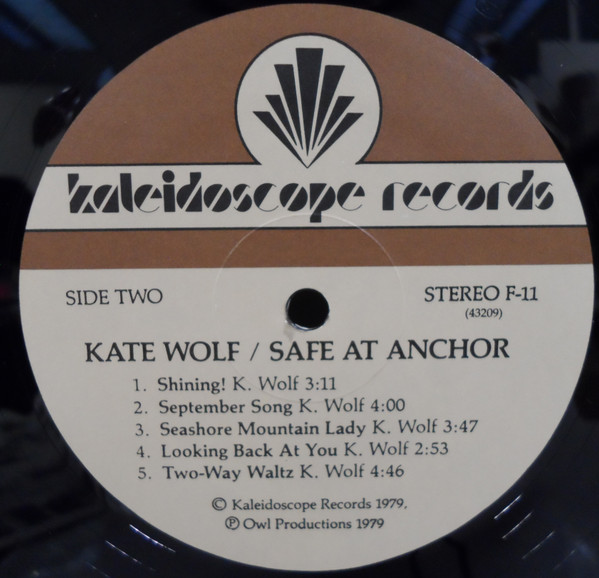 kaleidoscope records
SIDE TWO
STEREO F-11
(43209)
KATE WOLF / SAFE AT ANCHOR
1. Shining! K. Wolf 3:11
2. September Song K. Wolf 4:00
3. Seashore Mountain Lady K. Wolf 3:47
4. Looking Back At You K. Wolf 2:53
5. Two-Way Waltz K. Wolf 4:46
© Kaleidoscope Records 1979,
℗ Owl Productions 1979